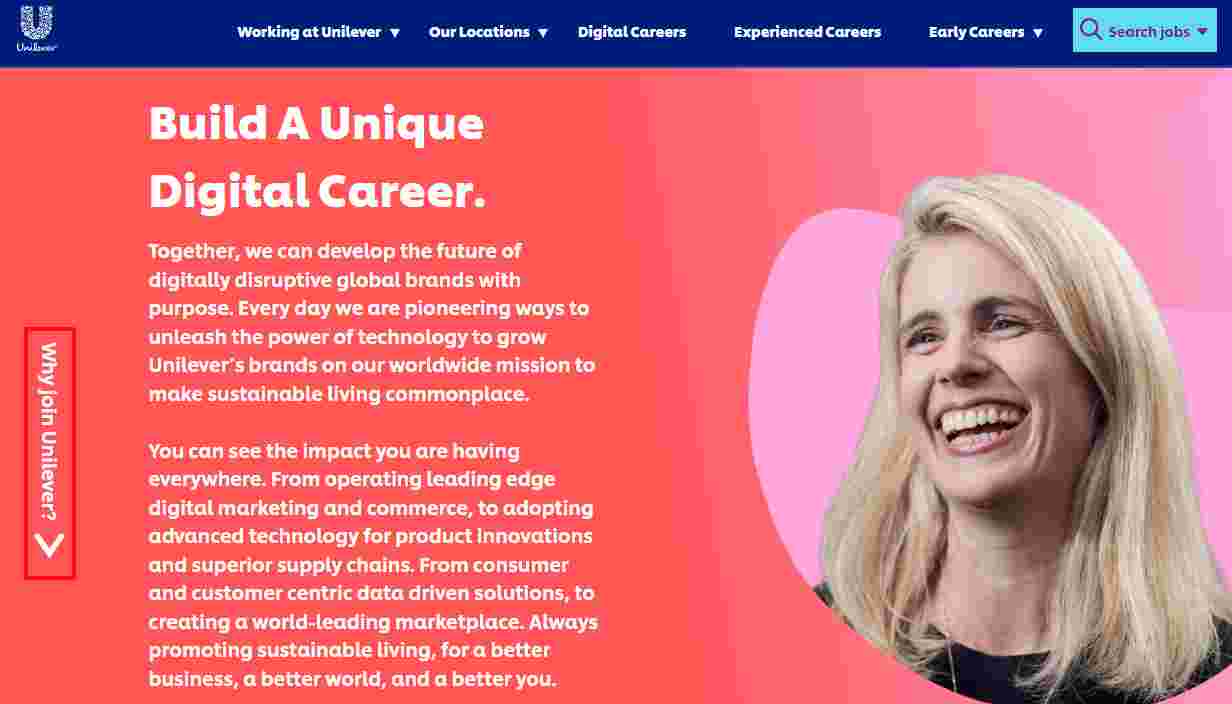 Unilever
Working at Unilever ▼
Our Locations ▼
Digital Careers
Experienced Careers
Early Careers ▼
Search jobs ▼
Build A Unique
Digital Career.
Together, we can develop the future of
digitally disruptive global brands with
purpose. Every day we are pioneering ways to
unleash the power of technology to grow
Unilever's brands on our worldwide mission to
make sustainable living commonplace.
You can see the impact you are having
everywhere. From operating leading edge
digital marketing and commerce, to adopting
advanced technology for product innovations
and superior supply chains. From consumer
and customer centric data driven solutions, to
creating a world-leading marketplace. Always
promoting sustainable living, for a better
business, a better world, and a better you.
Why join Unilever?